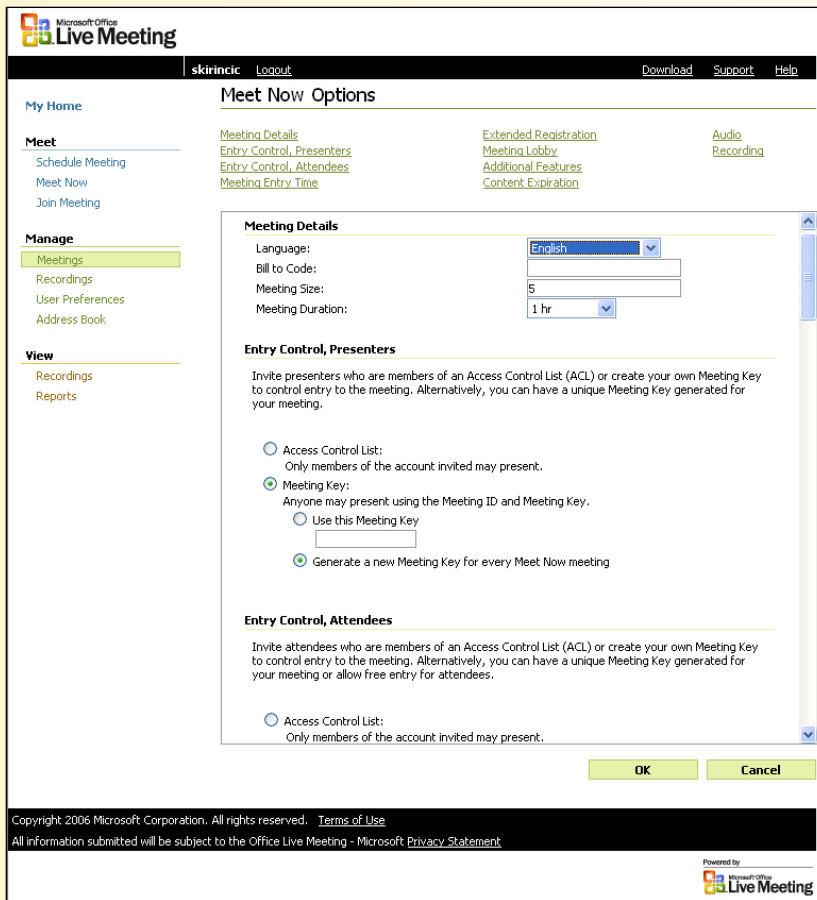 Microsoft Office
Live Meeting
skirincic Logout Download Support Help
My Home
Meet
Schedule Meeting
Meet Now
Join Meeting
Manage
Meetings
Recordings
User Preferences
Address Book
View
Recordings
Reports
Meet Now Options
Meeting Details
Entry Control, Presenters
Entry Control, Attendees
Meeting Entry Time
Extended Registration
Meeting Lobby
Additional Features
Content Expiration
Audio
Recording
Meeting Details
Language: English
Bill to Code:
Meeting Size: 5
Meeting Duration: 1 hr
Entry Control, Presenters
Invite presenters who are members of an Access Control List (ACL) or create your own Meeting Key
to control entry to the meeting. Alternatively, you can have a unique Meeting Key generated for
your meeting.
Access Control List:
Only members of the account invited may present.
Meeting Key:
Anyone may present using the Meeting ID and Meeting Key.
Use this Meeting Key
Generate a new Meeting Key for every Meet Now meeting
Entry Control, Attendees
Invite attendees who are members of an Access Control List (ACL) or create your own Meeting Key
to control entry to the meeting. Alternatively, you can have a unique Meeting Key generated for
your meeting or allow free entry for attendees.
Access Control List:
Only members of the account invited may present.
OK Cancel
Copyright 2006 Microsoft Corporation. All rights reserved. Terms of Use
All information submitted will be subject to the Office Live Meeting - Microsoft Privacy Statement
Powered by
Microsoft Office
Live Meeting